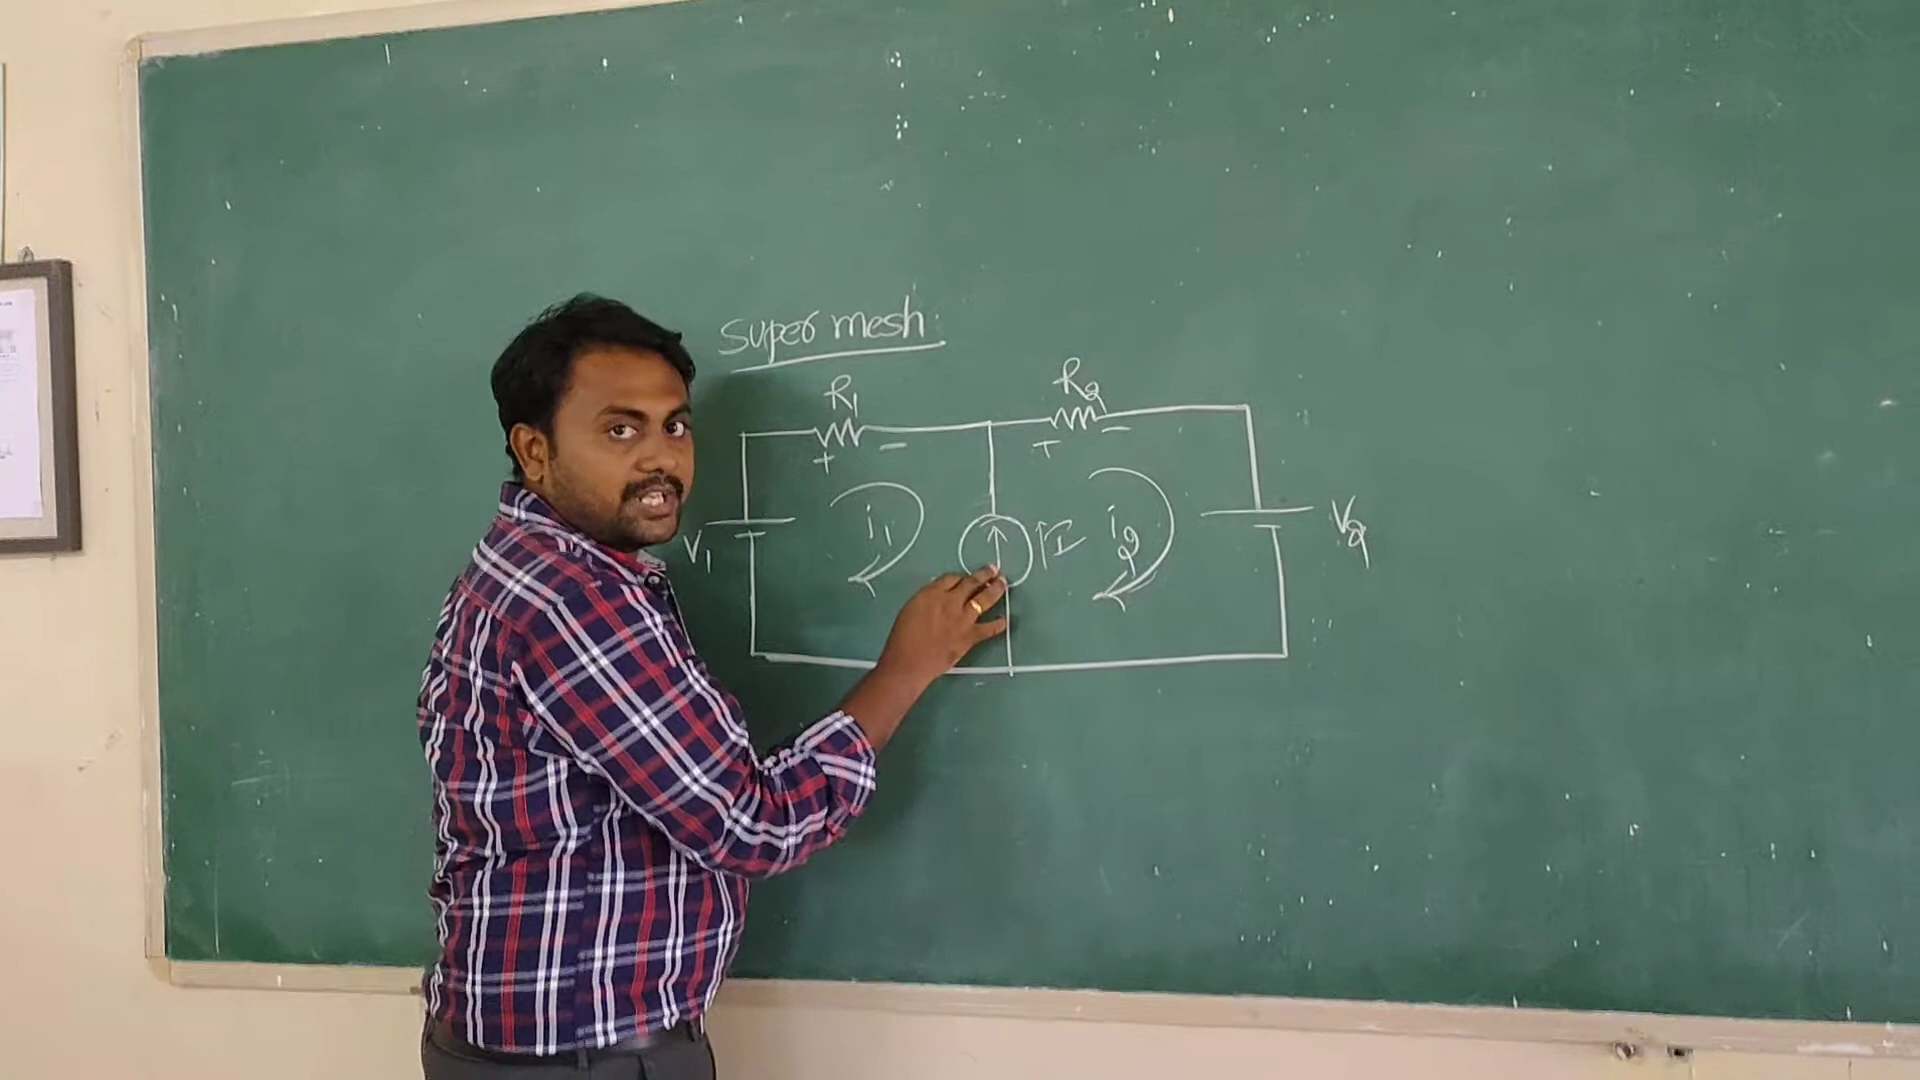 Super mesh:
R1
R2
+
-
+
-
V1
i1
I
i2
V2